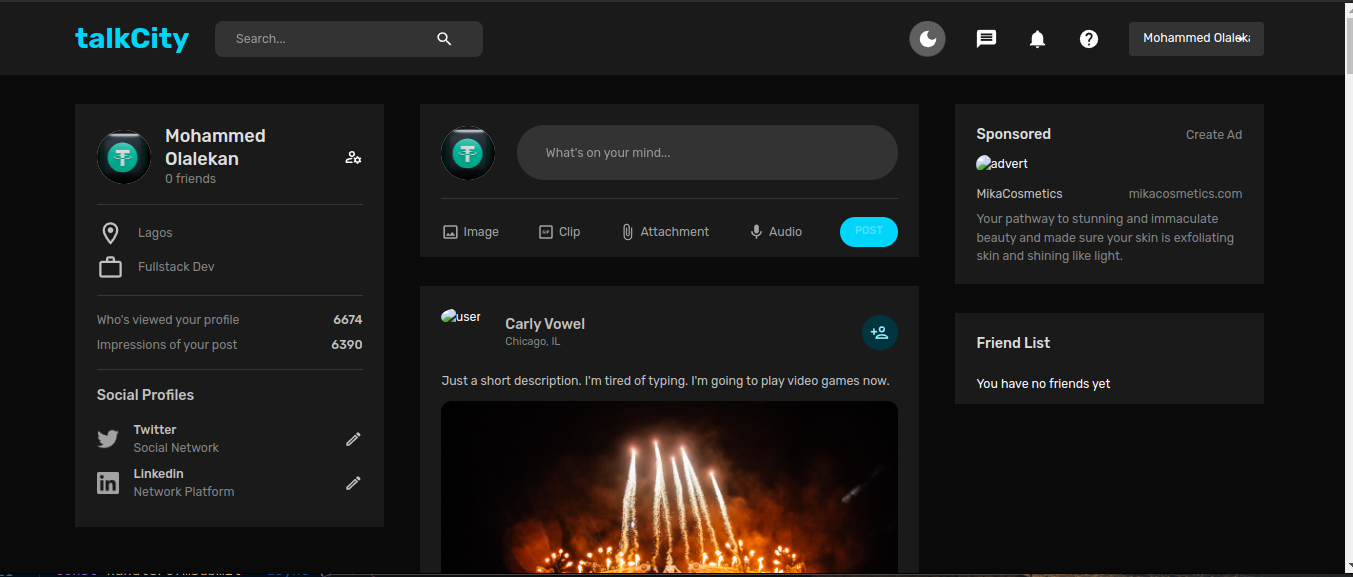 talkCity
Search...
Mohammed Olaleka
Mohammed
Olalekan
0 friends
Lagos
Fullstack Dev
Who's viewed your profile 6674
Impressions of your post 6390
Social Profiles
Twitter
Social Network
Linkedin
Network Platform
What's on your mind...
Image
GIF
Clip
Attachment
Audio
POST
user
Carly Vowel
Chicago, IL
Just a short description. I'm tired of typing. I'm going to play video games now.
Sponsored
Create Ad
advert
MikaCosmetics
mikacosmetics.com
Your pathway to stunning and immaculate
beauty and made sure your skin is exfoliating
skin and shining like light.
Friend List
You have no friends yet